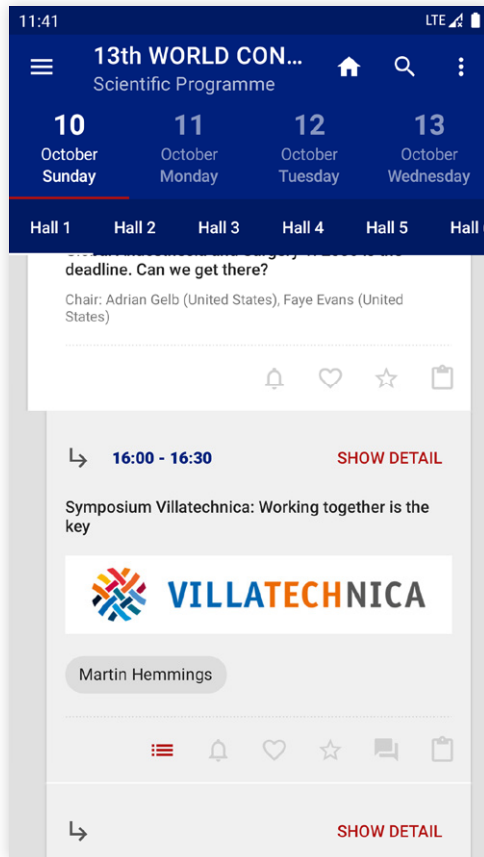 11:41
LTE
13th WORLD CON...
Scientific Programme
10 11 12 13
October October October October
Sunday Monday Tuesday Wednesday
Hall 1 Hall 2 Hall 3 Hall 4 Hall 5 Hall
deadline. Can we get there?
Chair: Adrian Gelb (United States), Faye Evans (United
States)
16:00 - 16:30 SHOW DETAIL
Symposium Villatechnica: Working together is the
key
VILLATECHNICA
Martin Hemmings
SHOW DETAIL